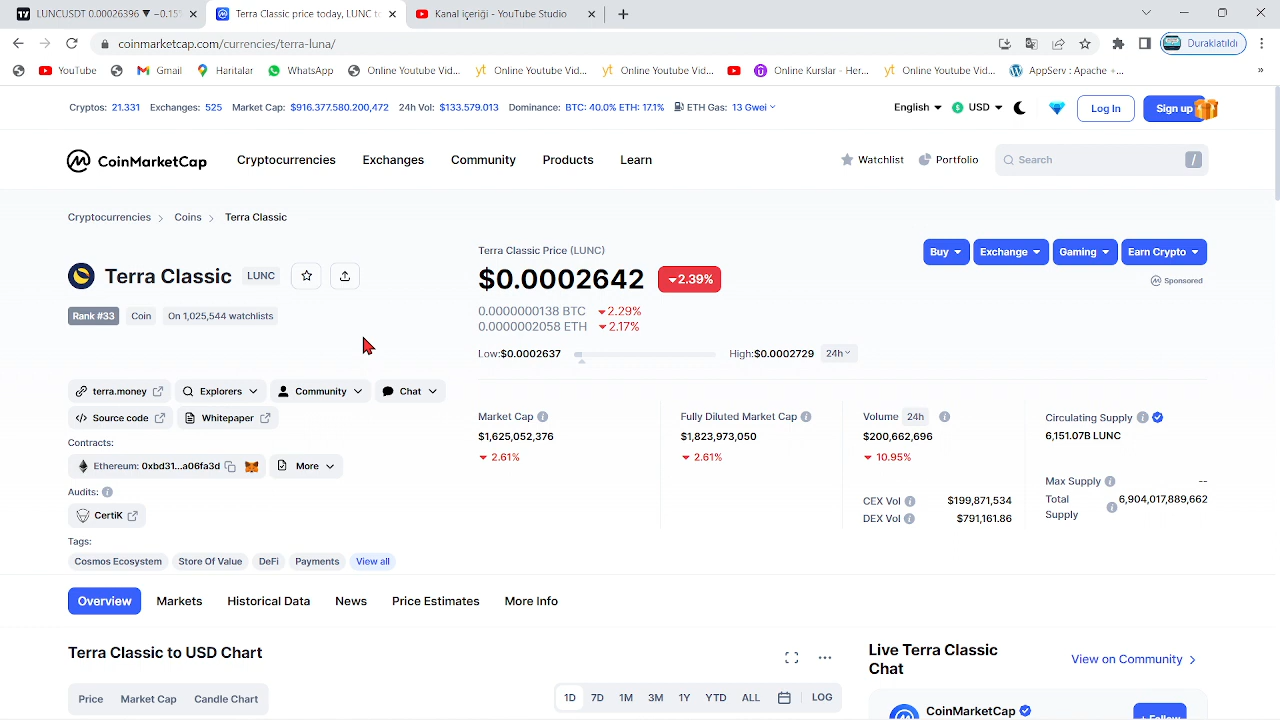 LUNCUSDT 0.00026396 ▼ −0.15%
Terra Classic price today, LUNC to
Kanal içeriği - YouTube Studio
coinmarketcap.com/currencies/terra-luna/
Duraklatıldı
YouTube
Gmail
Haritalar
WhatsApp
Online Youtube Vid...
Online Youtube Vid...
Online Youtube Vid...
Online Kurslar - Her...
Online Youtube Vid...
AppServ : Apache +...
»
Cryptos: 21.331 Exchanges: 525 Market Cap: $916.377.580.200,472 24h Vol: $133.579.013 Dominance: BTC: 40.0% ETH: 17.1% ETH Gas: 13 Gwei
English USD Log In Sign up
CoinMarketCap Cryptocurrencies Exchanges Community Products Learn
Watchlist Portfolio Search /
Cryptocurrencies > Coins > Terra Classic
Terra Classic LUNC
Rank #33 Coin On 1,025,544 watchlists
Terra Classic Price (LUNC)
$0.0002642 2.39%
0.0000000138 BTC 2.29%
0.0000002058 ETH 2.17%
Low:$0.0002637 High:$0.0002729 24h
Buy Exchange Gaming Earn Crypto
Sponsored
terra.money Explorers Community Chat
Source code Whitepaper
Contracts:
Ethereum: 0xbd31...a06fa3d More
Audits:
CertiK
Tags:
Cosmos Ecosystem Store Of Value DeFi Payments View all
Market Cap
$1,625,052,376
2.61%
Fully Diluted Market Cap
$1,823,973,050
2.61%
Volume 24h
$200,662,696
10.95%
CEX Vol $199,871,534
DEX Vol $791,161.86
Circulating Supply
6,151.07B LUNC
Max Supply --
Total Supply 6,904,017,889,662
Overview Markets Historical Data News Price Estimates More Info
Terra Classic to USD Chart
Price Market Cap Candle Chart
1D 7D 1M 3M 1Y YTD ALL LOG
Live Terra Classic
Chat
View on Community >
CoinMarketCap
+ Follow